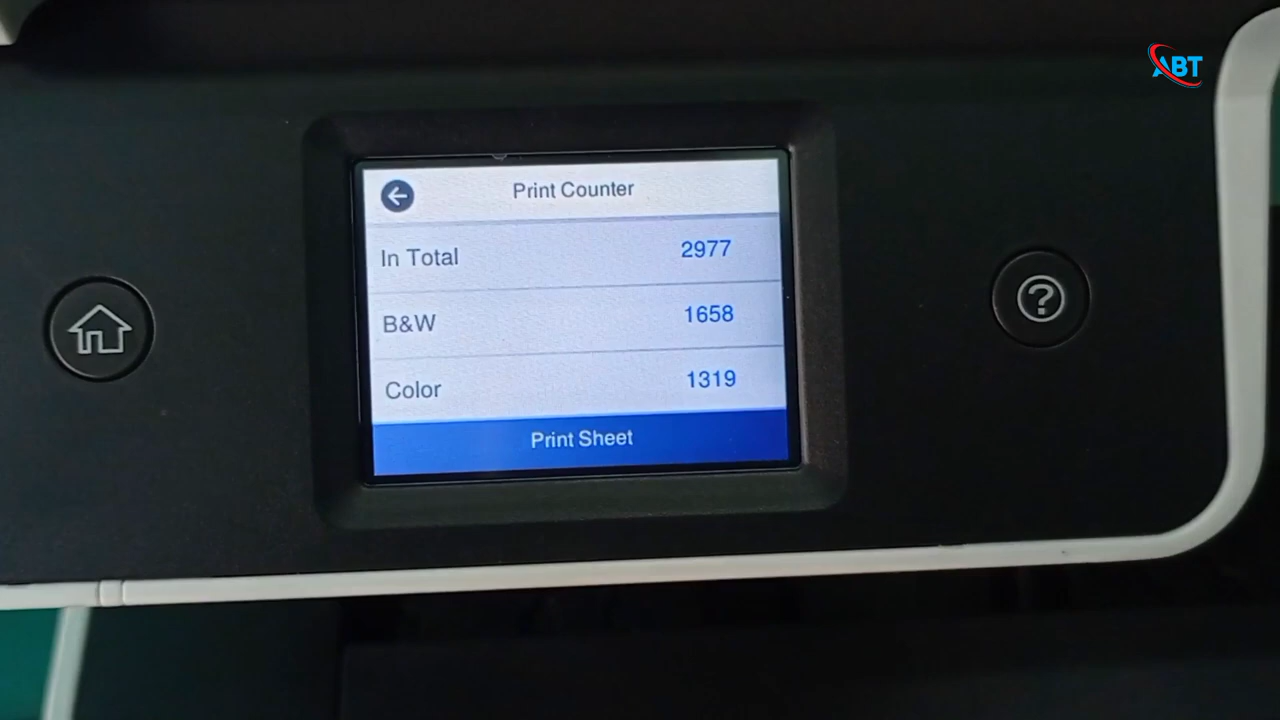 ABT
Print Counter
In Total 2977
B&W 1658
Color 1319
Print Sheet
?